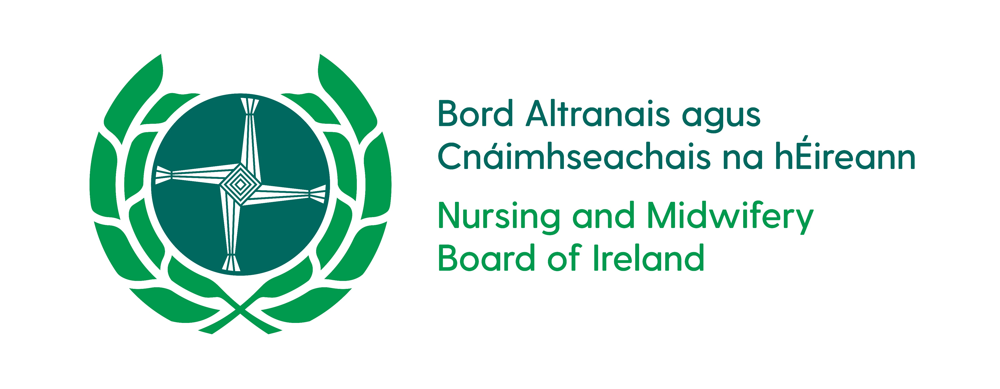 Bord Altranais agus
Cnáimhseachais na hÉireann
Nursing and Midwifery
Board of Ireland